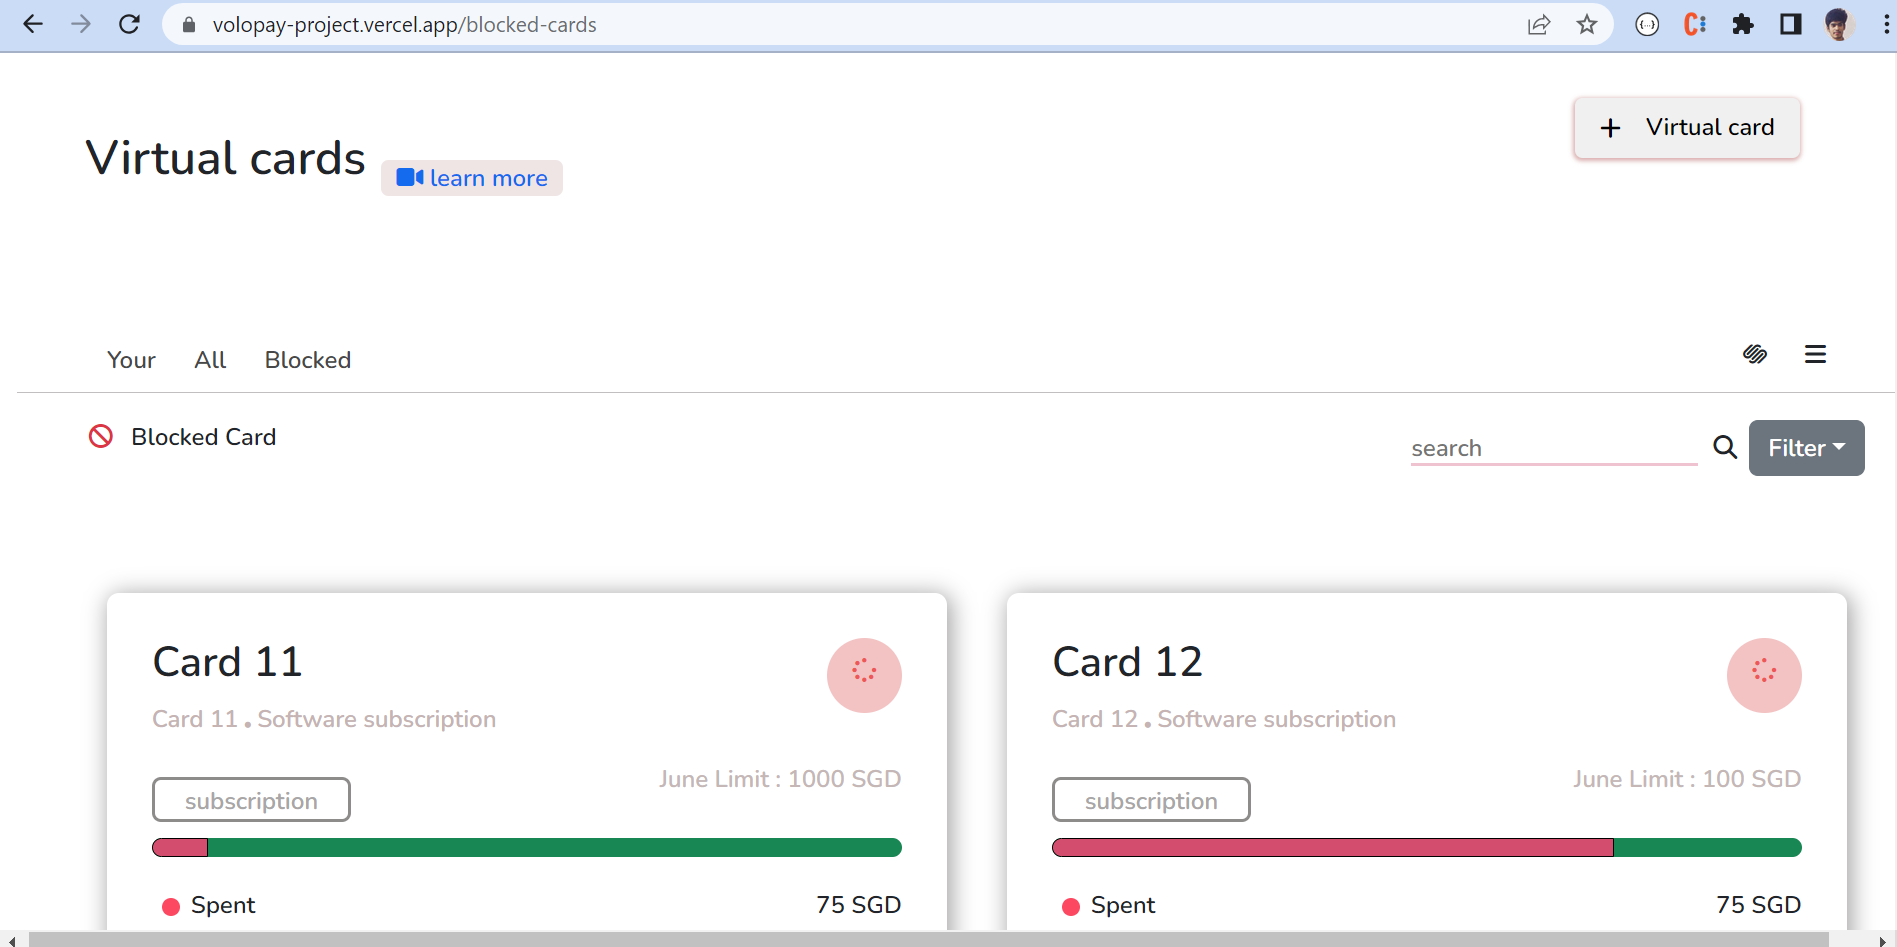 volopay-project.vercel.app/blocked-cards
+ Virtual card
Virtual cards learn more
Your All Blocked
Blocked Card
search Filter
Card 11
Card 11 . Software subscription
June Limit : 1000 SGD
subscription
Spent 75 SGD
Card 12
Card 12 . Software subscription
June Limit : 100 SGD
subscription
Spent 75 SGD